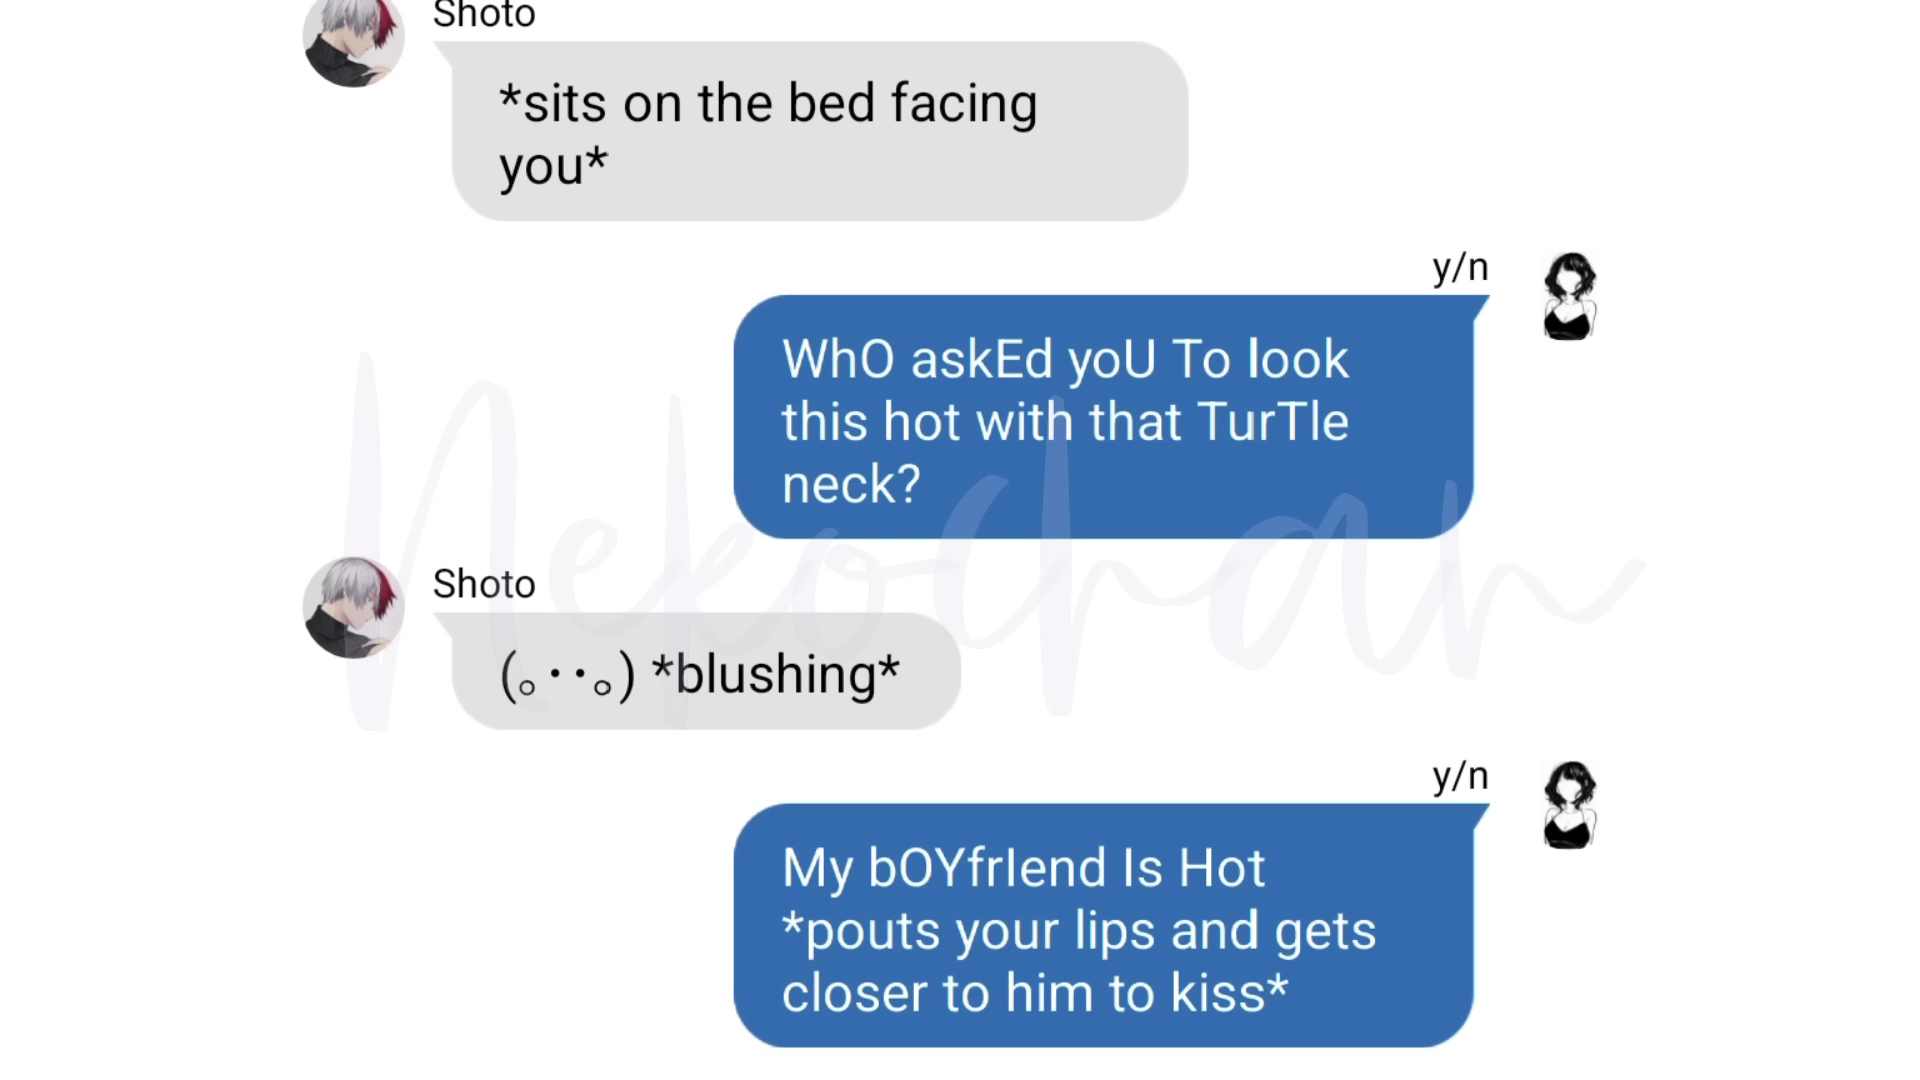 Shoto
*sits on the bed facing
you*
y/n
WhO askEd yoU To look
this hot with that TurTle
neck?
Shoto
(｡･･｡) *blushing*
y/n
My bOYfrIend Is Hot
*pouts your lips and gets
closer to him to kiss*
Nekochan